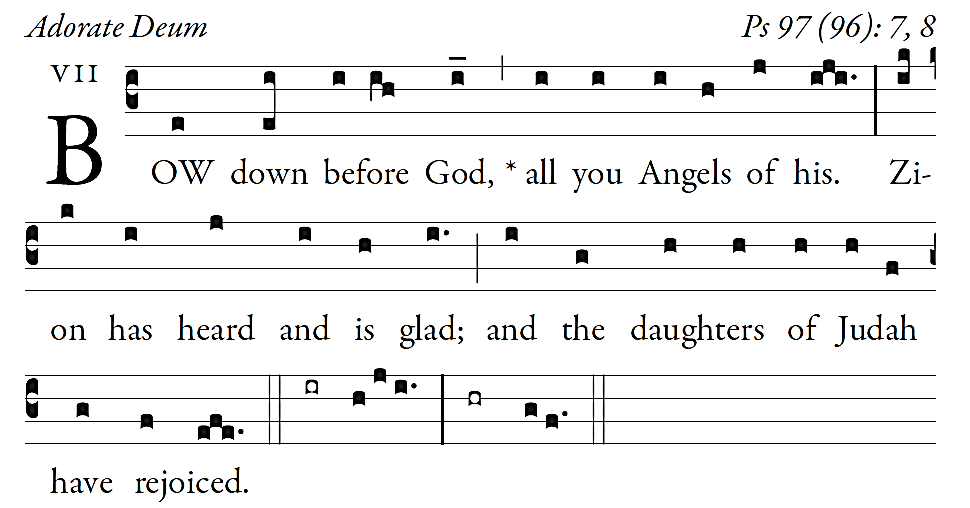 Adorate Deum Ps 97 (96): 7, 8
VII
BOW down before God, * all you Angels of his. Zi-
on has heard and is glad; and the daughters of Judah
have rejoiced.